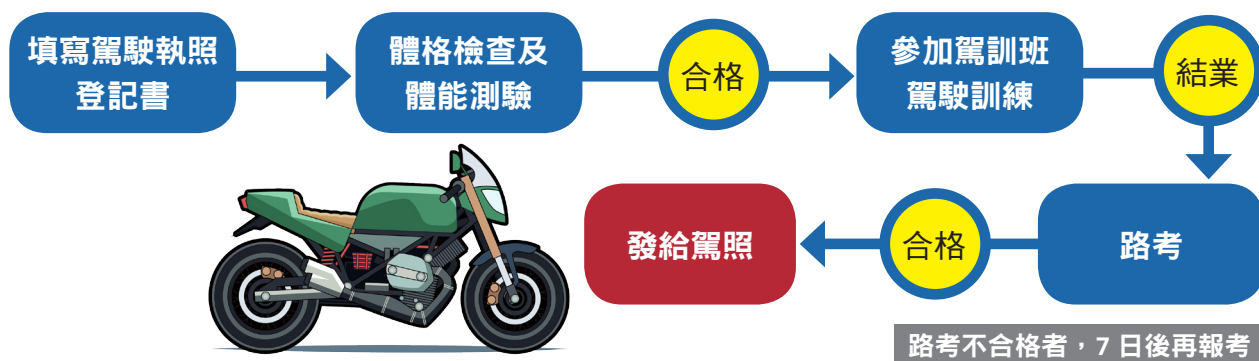 填寫駕駛執照
登記書
體格檢查及
體能測驗
合格
參加駕訓班
駕駛訓練
結業
路考
合格
發給駕照
路考不合格者，7 日後再報考